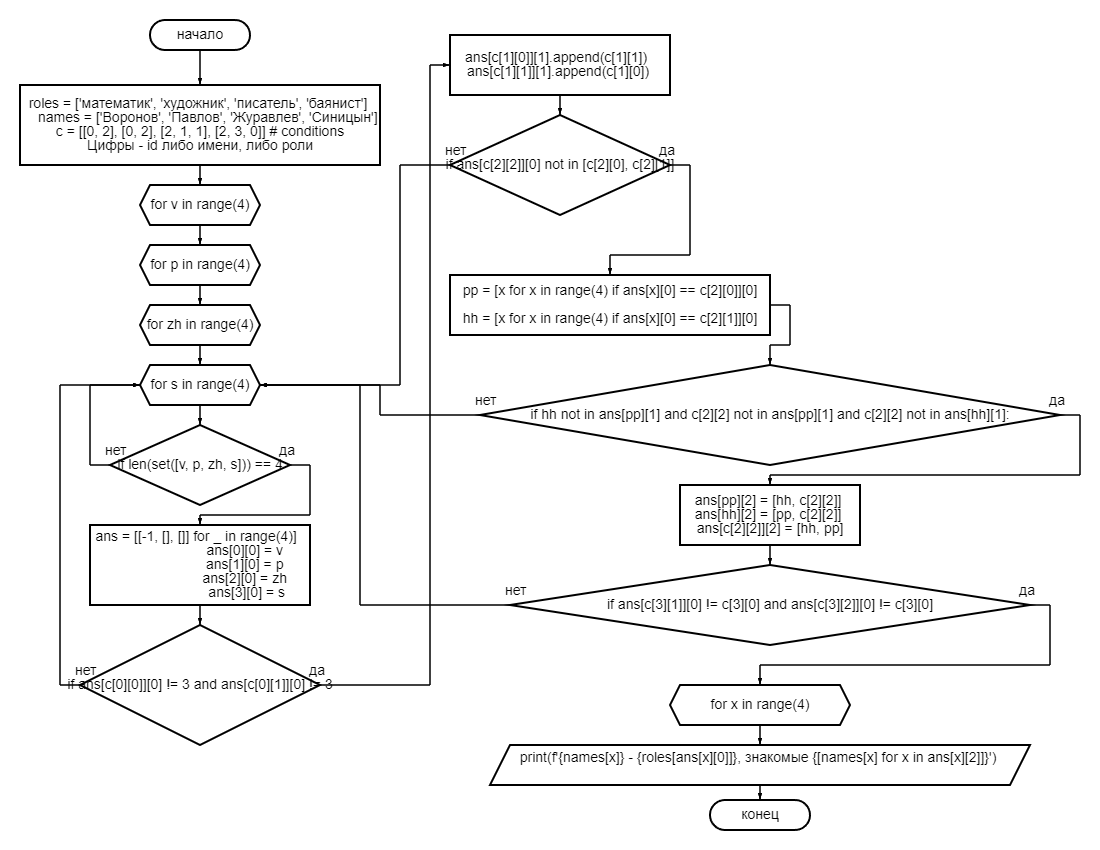 начало
roles = ['математик', 'художник', 'писатель', 'баянист']
names = ['Воронов', 'Павлов', 'Журавлев', 'Синицын']
c = [[0, 2], [0, 2], [2, 1, 1], [2, 3, 0]] # conditions
Цифры - id либо имени, либо роли
for v in range(4)
for p in range(4)
for zh in range(4)
for s in range(4)
нет
да
if len(set([v, p, zh, s])) == 4
ans = [[-1, [], []] for _ in range(4)]
ans[0][0] = v
ans[1][0] = p
ans[2][0] = zh
ans[3][0] = s
нет
да
if ans[c[0][0]][0] != 3 and ans[c[0][1]][0] != 3
ans[c[1][0]][1].append(c[1][1])
ans[c[1][1]][1].append(c[1][0])
нет
да
if ans[c[2][2]][0] not in [c[2][0], c[2][1]]
pp = [x for x in range(4) if ans[x][0] == c[2][0]][0]
hh = [x for x in range(4) if ans[x][0] == c[2][1]][0]
нет
да
if hh not in ans[pp][1] and c[2][2] not in ans[pp][1] and c[2][2] not in ans[hh][1]:
ans[pp][2] = [hh, c[2][2]]
ans[hh][2] = [pp, c[2][2]]
ans[c[2][2]][2] = [hh, pp]
нет
да
if ans[c[3][1]][0] != c[3][0] and ans[c[3][2]][0] != c[3][0]
for x in range(4)
print(f'{names[x]} - {roles[ans[x][0]]}, знакомые {[names[x] for x in ans[x][2]]}')
конец